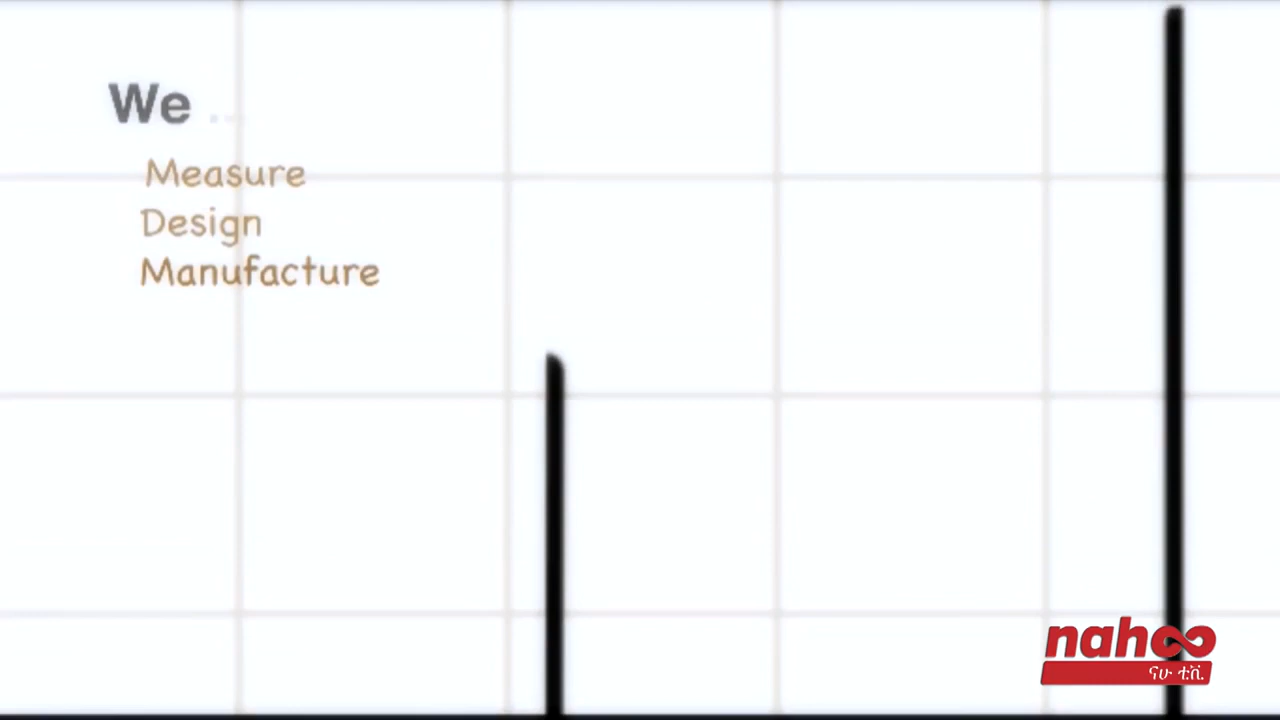 We ..
Measure
Design
Manufacture
nahoo
ናሁ ቲቪ